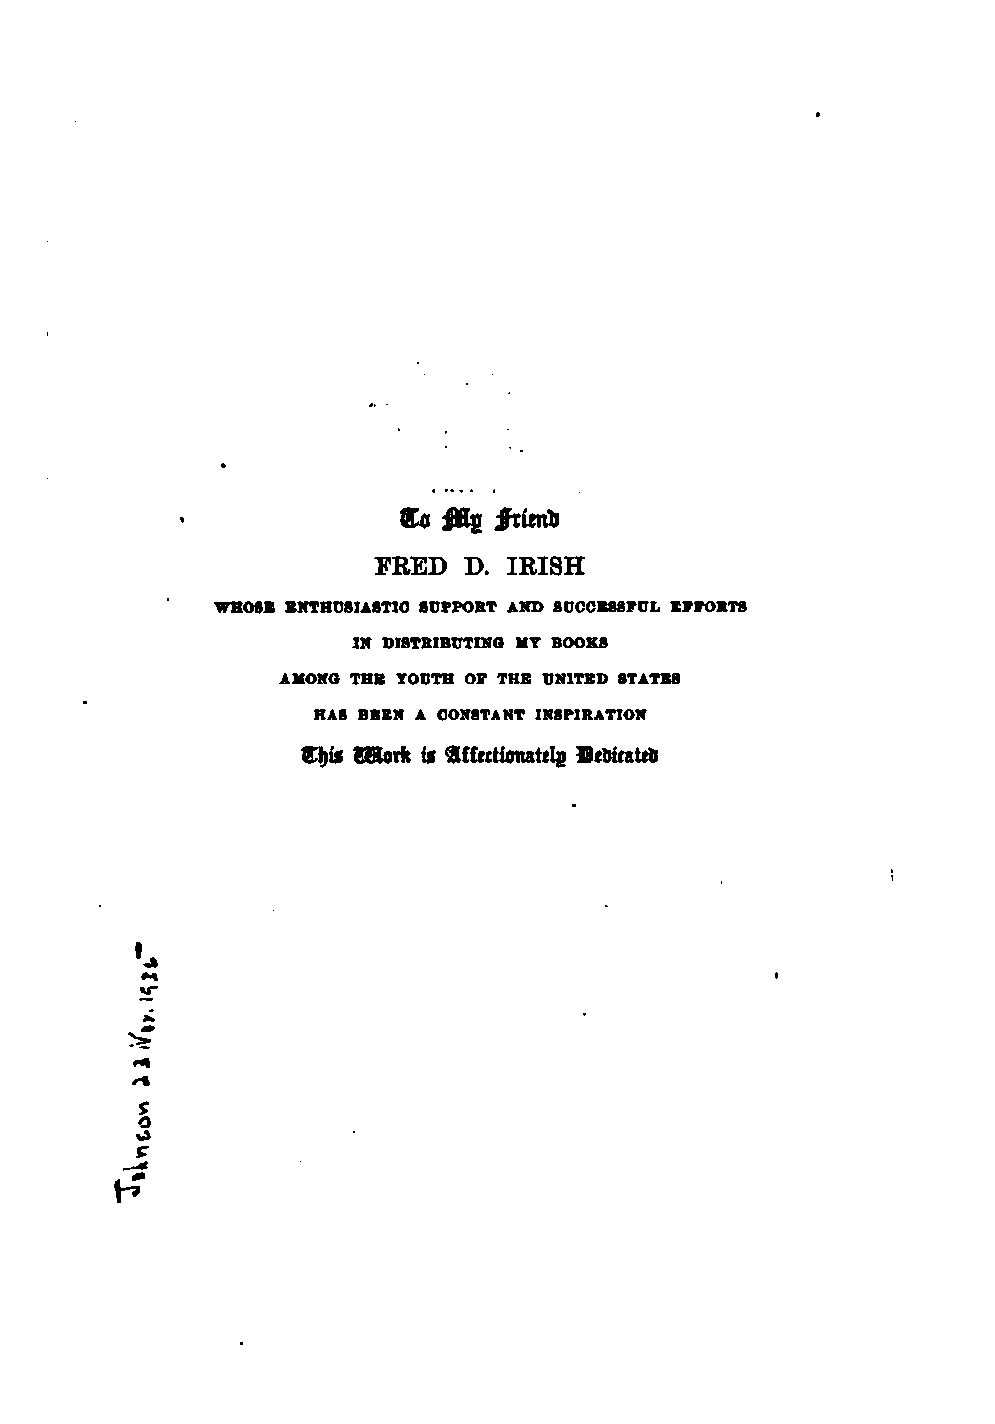 To My Friend
FRED D. IRISH
WHOSE ENTHUSIASTIC SUPPORT AND SUCCESSFUL EFFORTS
IN DISTRIBUTING MY BOOKS
AMONG THE YOUTH OF THE UNITED STATES
HAS BEEN A CONSTANT INSPIRATION
This Work is Affectionately Dedicated
Johnson 22 Nov. 1935